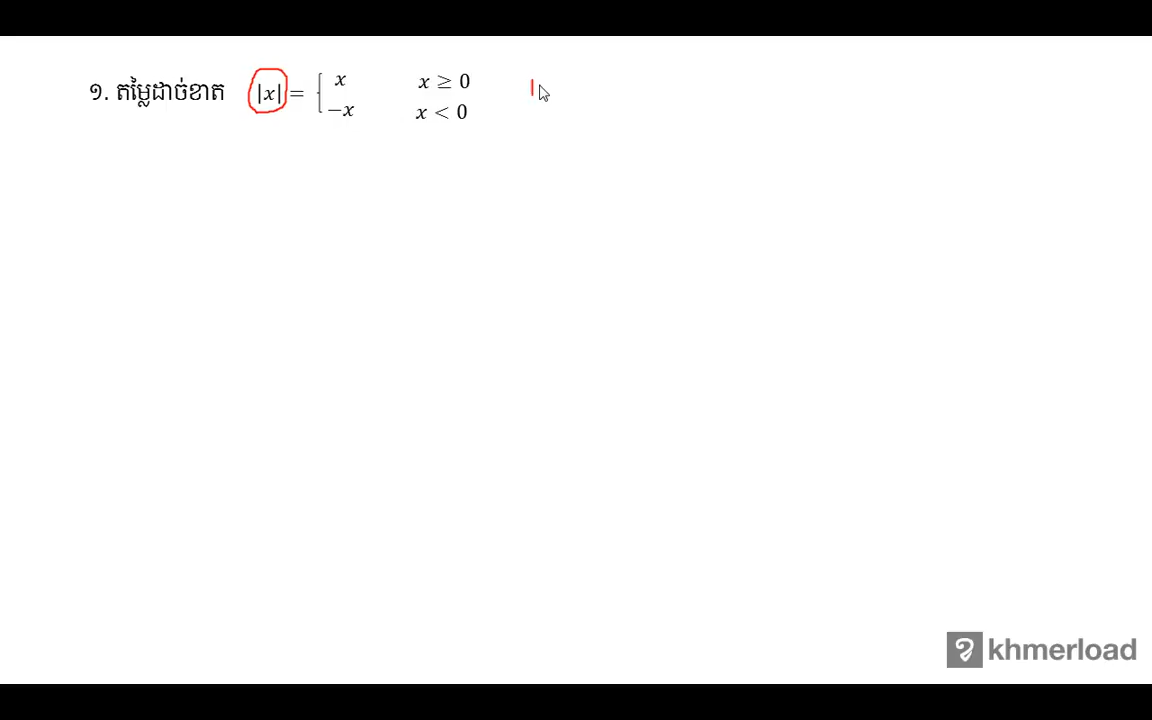 ១. តម្លៃដាច់ខាត |x| = { x x ≥ 0
−x x < 0
khmerload